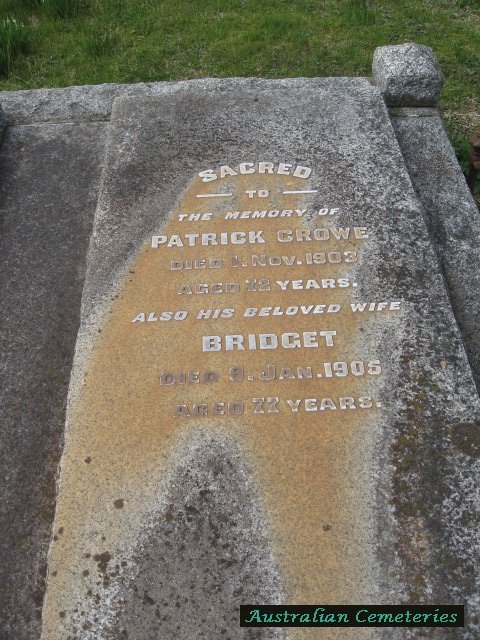 SACRED
TO
THE MEMORY OF
PATRICK CROWE
DIED 1. NOV. 1903
AGED 72 YEARS.
ALSO HIS BELOVED WIFE
BRIDGET
DIED 9. JAN. 1905
AGED 77 YEARS.
Australian Cemeteries